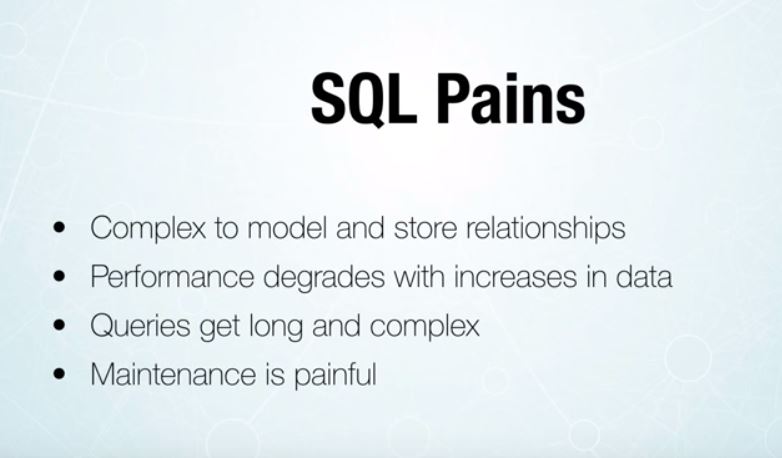 SQL Pains
• Complex to model and store relationships
• Performance degrades with increases in data
• Queries get long and complex
• Maintenance is painful